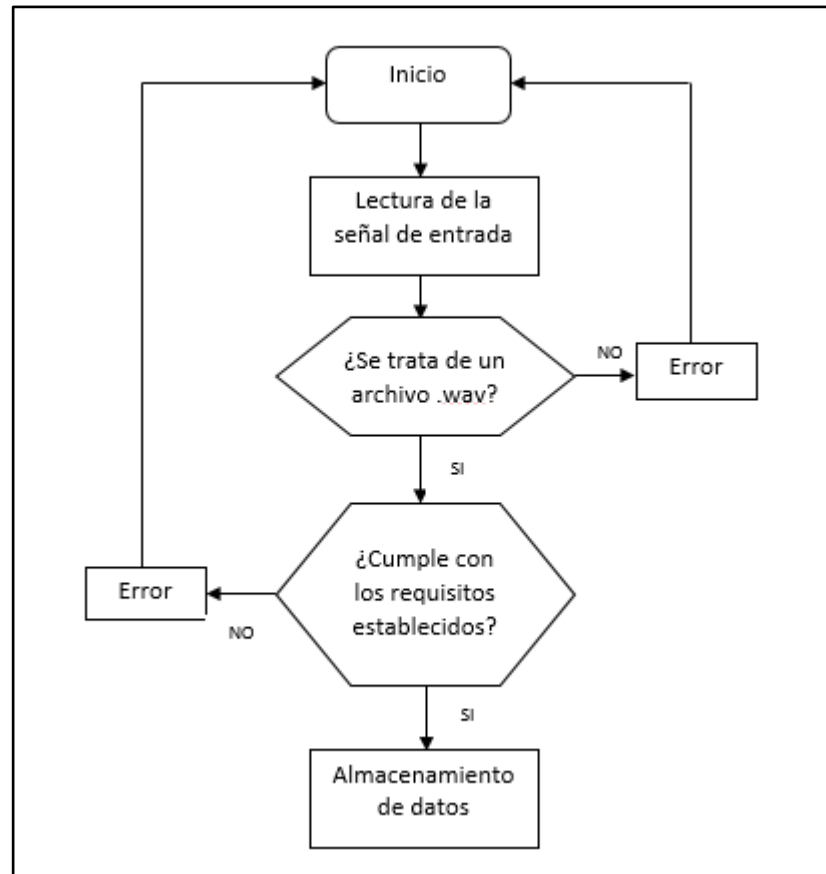 Inicio
Lectura de la
señal de entrada
¿Se trata de un
archivo .wav?
NO
Error
SI
¿Cumple con
los requisitos
establecidos?
Error
NO
SI
Almacenamiento
de datos